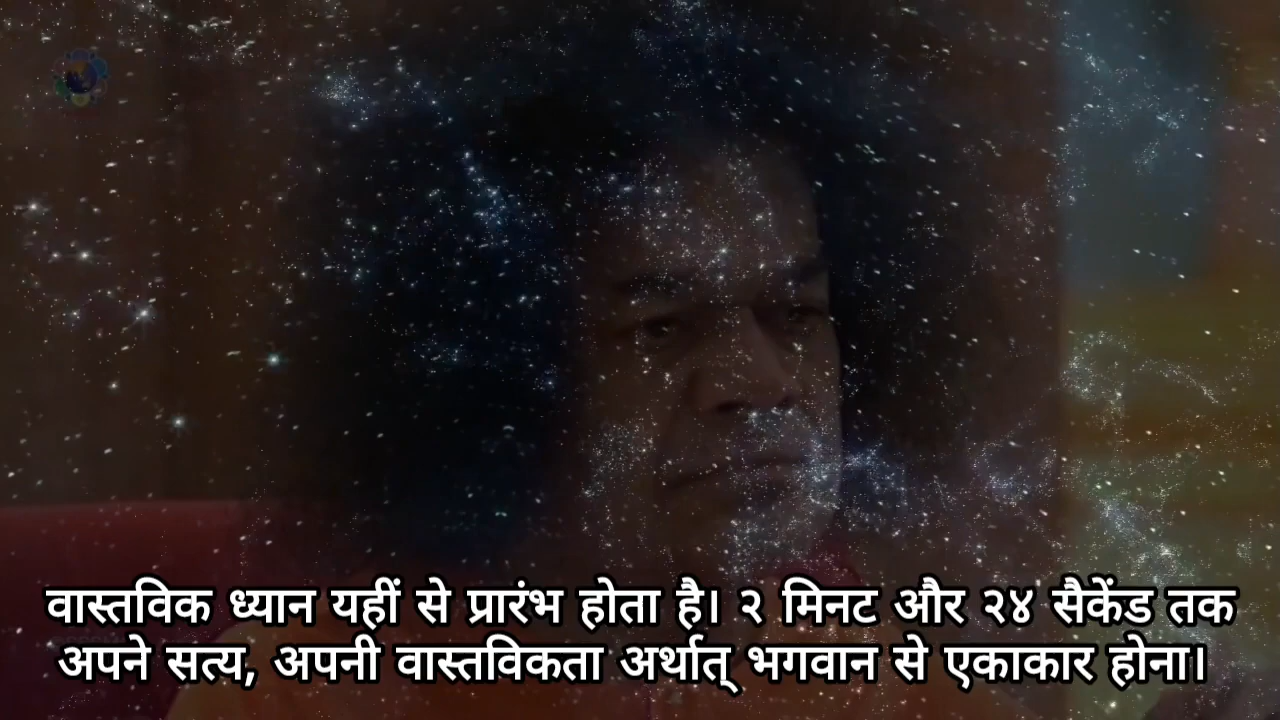 वास्तविक ध्यान यहीं से प्रारंभ होता है। २ मिनट और २४ सैकेंड तक
अपने सत्य, अपनी वास्तविकता अर्थात् भगवान से एकाकार होना।